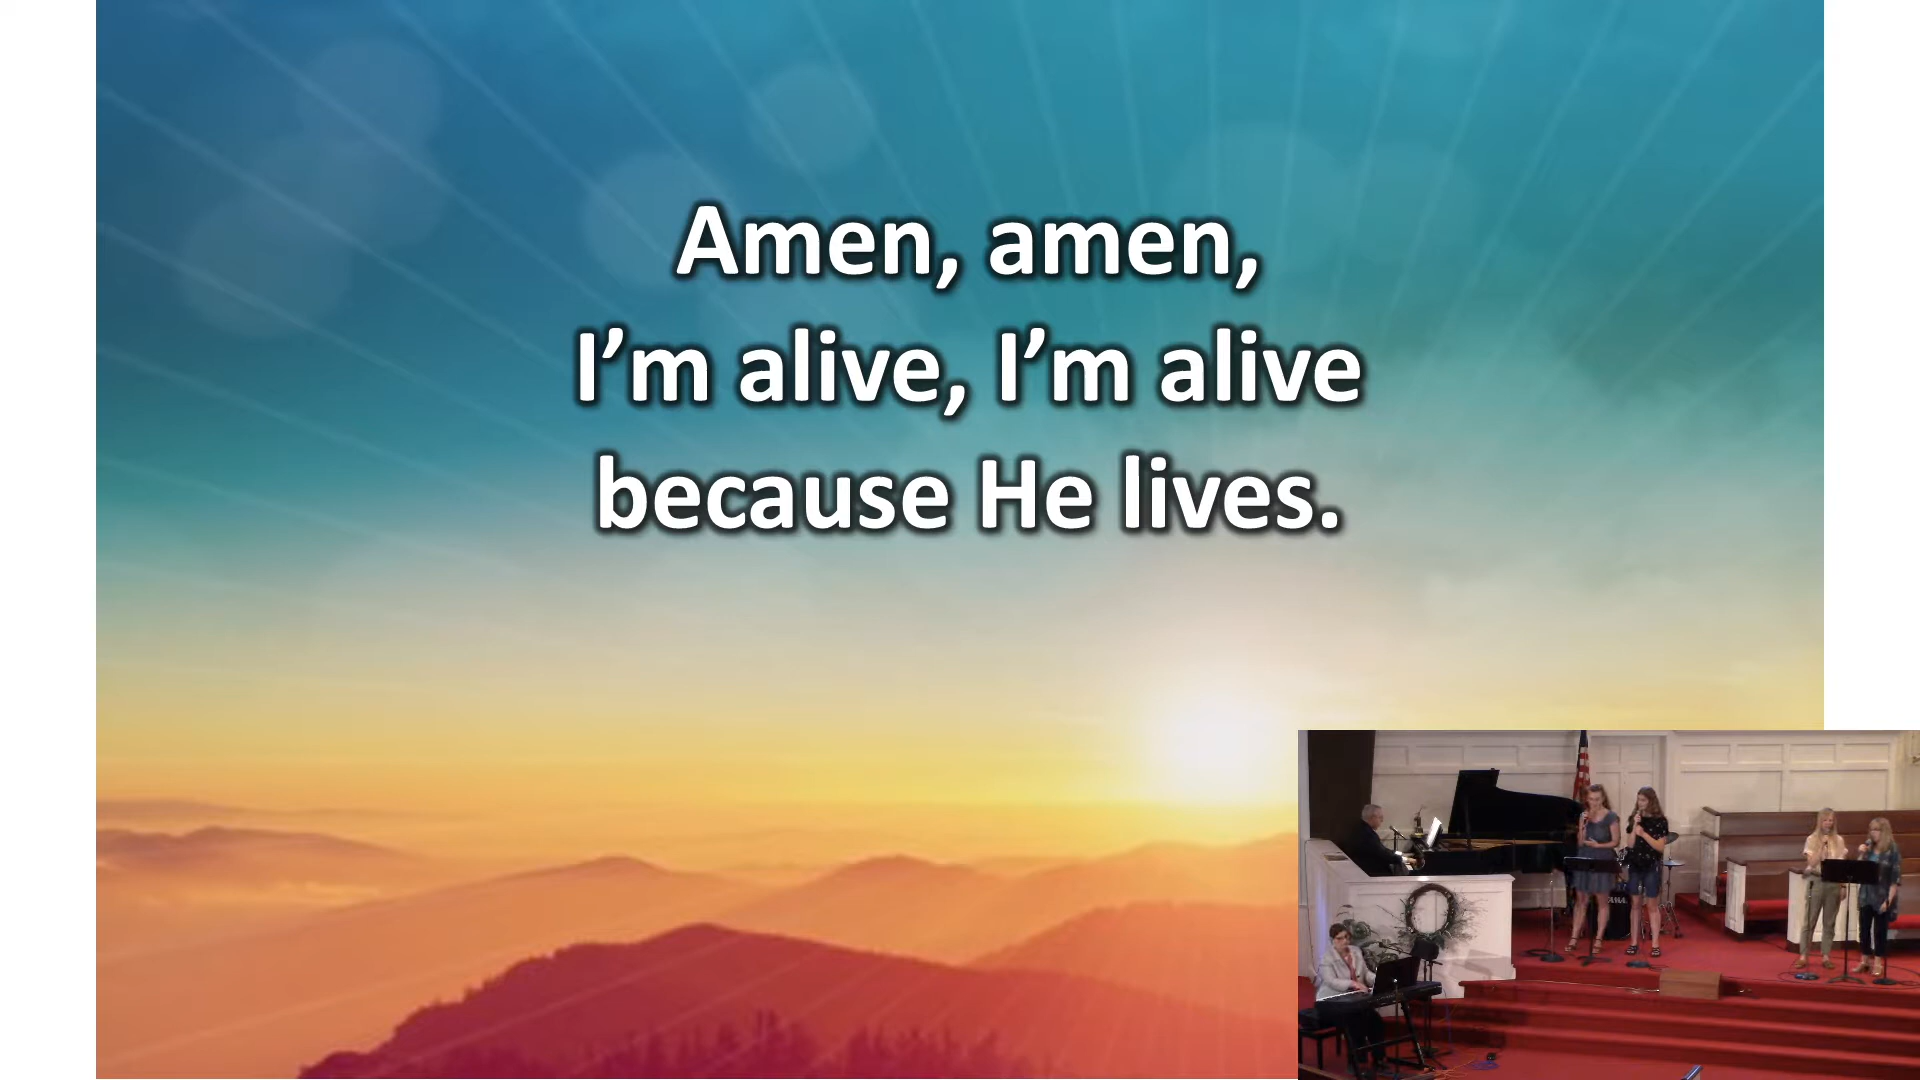 Amen, amen,
I’m alive, I’m alive
because He lives.